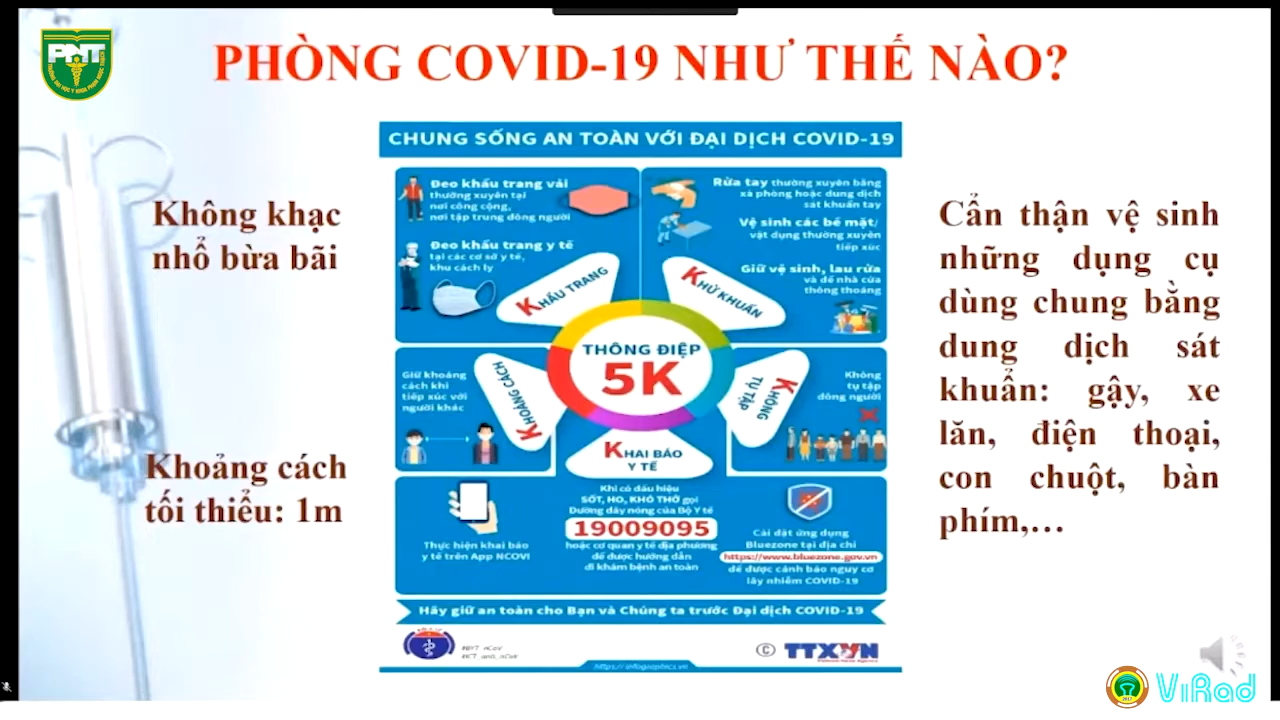 PNT
PHÒNG COVID-19 NHƯ THẾ NÀO?
Không khạc
nhổ bừa bãi
Khoảng cách
tối thiểu: 1m
CHUNG SỐNG AN TOÀN VỚI ĐẠI DỊCH COVID-19
Đeo khẩu trang vải
thường xuyên tại
nơi công cộng,
nơi tập trung đông người
Đeo khẩu trang y tế
tại các cơ sở y tế,
khu cách ly
KHẨU TRANG
Rửa tay thường xuyên bằng
xà phòng hoặc dung dịch
sát khuẩn tay
Vệ sinh các bề mặt/
vật dụng thường xuyên
tiếp xúc
Giữ vệ sinh, lau rửa
và để nhà cửa
thông thoáng
KHỬ KHUẨN
THÔNG ĐIỆP
5K
Giữ khoảng
cách khi
tiếp xúc với
người khác
KHOẢNG CÁCH
KHÔNG
TỤ TẬP
Không
tụ tập
đông người
KHAI BÁO
Y TẾ
Thực hiện khai báo
y tế trên App NCOVI
Khi có dấu hiệu
SỐT, HO, KHÓ THỞ gọi
Đường dây nóng của Bộ Y tế
19009095
hoặc cơ quan y tế địa phương
để được hướng dẫn
đi khám bệnh an toàn
Cài đặt ứng dụng
Bluezone tại địa chỉ
https://www.bluezone.gov.vn
để được cảnh báo nguy cơ
lây nhiễm COVID-19
Hãy giữ an toàn cho Bạn và Chúng ta trước Đại dịch COVID-19
© TTXVN
Vietnam News Agency
https://infographics.vn
Cẩn thận vệ sinh
những dụng cụ
dùng chung bằng
dung dịch sát
khuẩn: gậy, xe
lăn, điện thoại,
con chuột, bàn
phím,...
ViRad